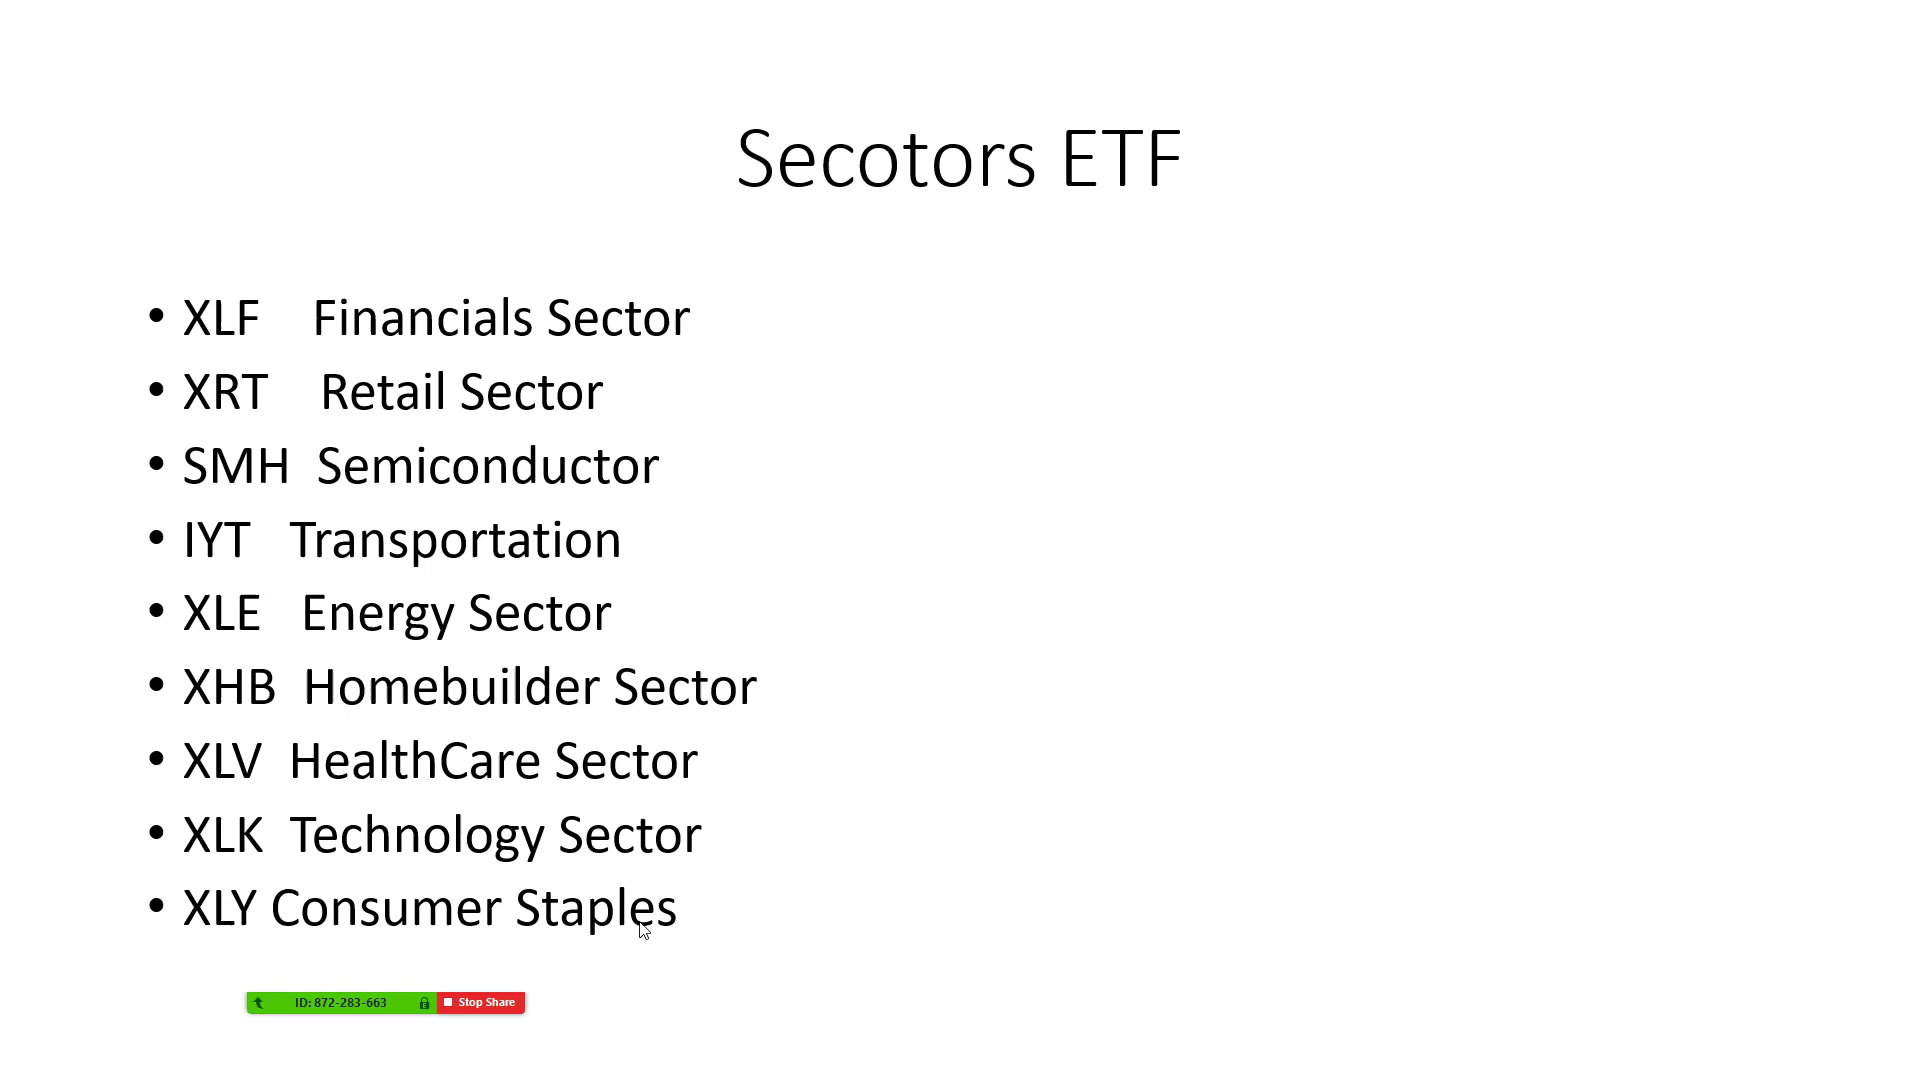 Secotors ETF
• XLF Financials Sector
• XRT Retail Sector
• SMH Semiconductor
• IYT Transportation
• XLE Energy Sector
• XHB Homebuilder Sector
• XLV HealthCare Sector
• XLK Technology Sector
• XLY Consumer Staples
ID: 872-283-663 Stop Share